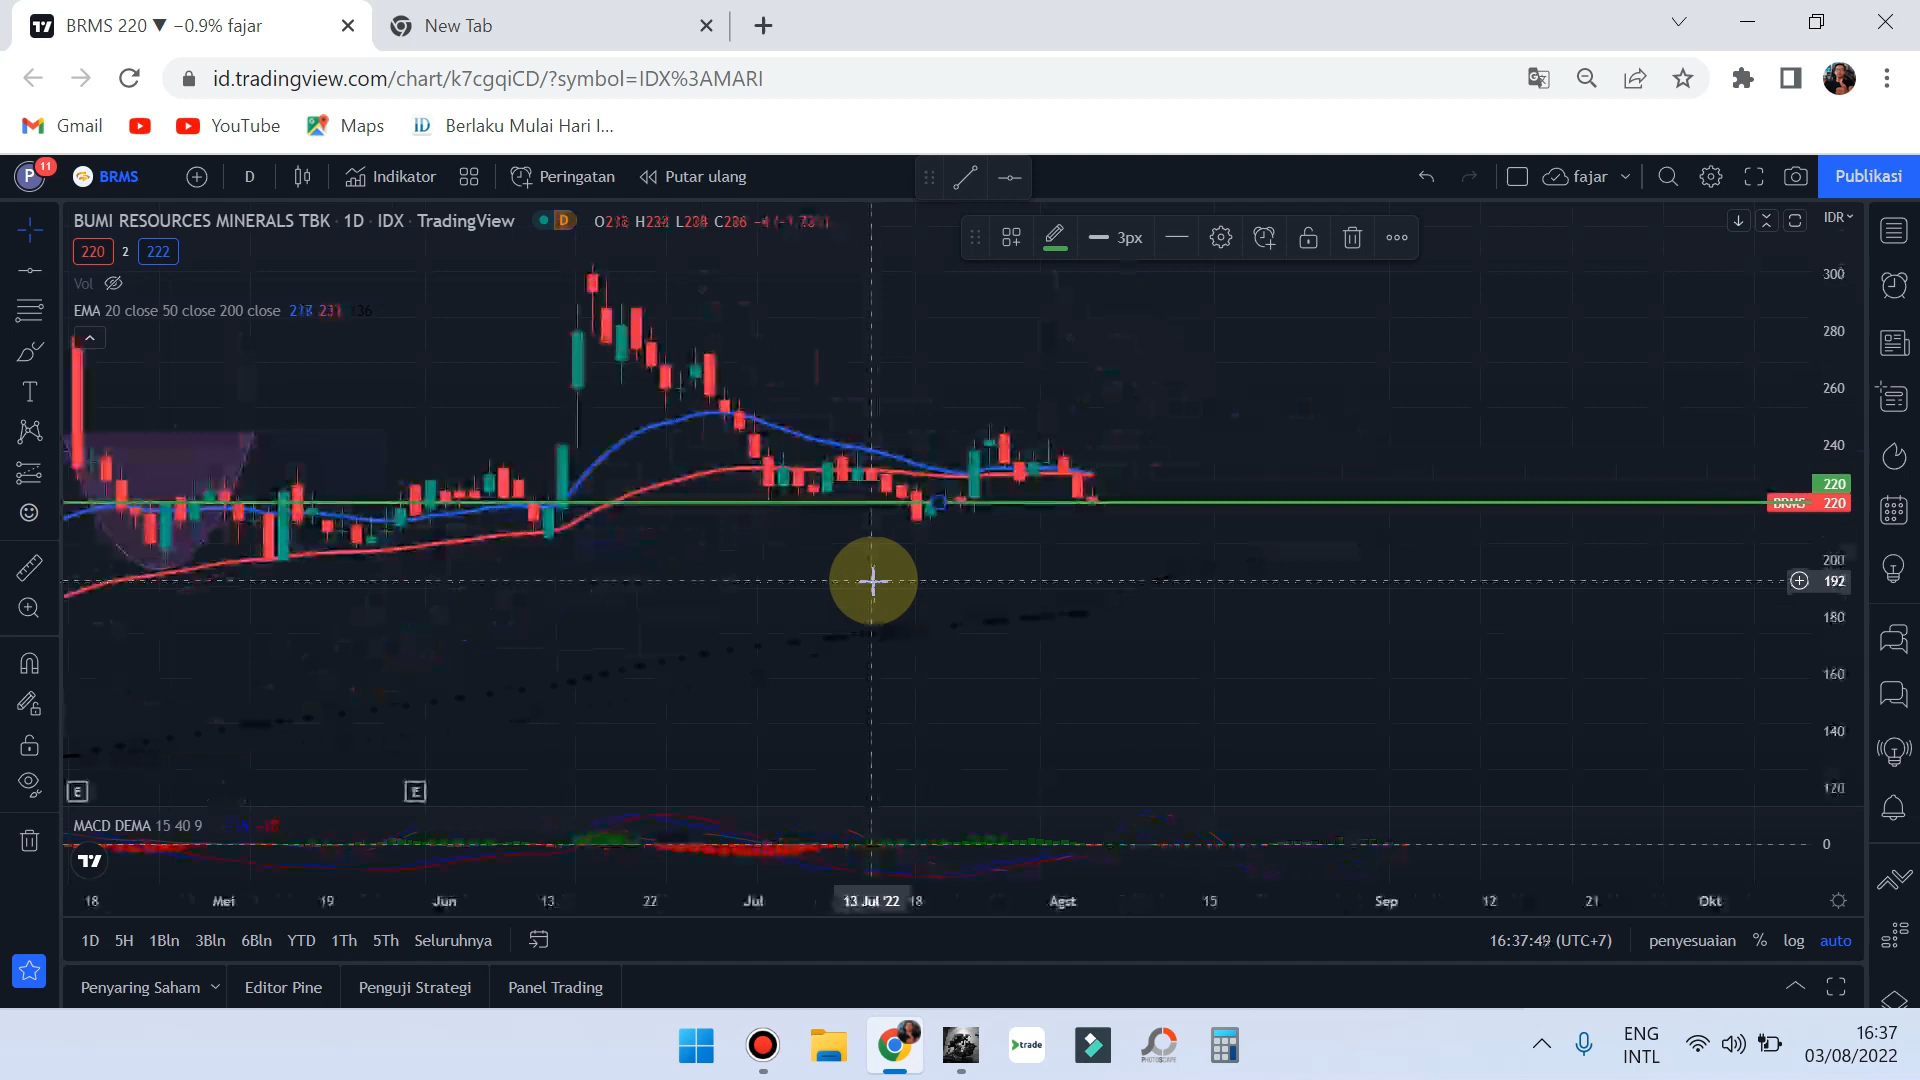 BRMS 220 ▼ −0.9% fajar
New Tab
id.tradingview.com/chart/k7cgqiCD/?symbol=IDX%3AMARI
Gmail
YouTube
Maps
ID
Berlaku Mulai Hari I...
P
11
BRMS
D
Indikator
Peringatan
Putar ulang
fajar
Publikasi
BUMI RESOURCES MINERALS TBK · 1D · IDX · TradingView
D
3px
IDR
220
2
222
Vol
EMA 20 close 50 close 200 close
300
280
260
240
220
BRMS 220
200
192
180
160
140
120
E
E
MACD DEMA 15 40 9
0
18
Mei
19
Jun
13
22
Jul
13 Jul '22
18
Agst
15
Sep
12
21
Okt
1D
5H
1Bln
3Bln
6Bln
YTD
1Th
5Th
Seluruhnya
16:37:49 (UTC+7)
penyesuaian
%
log
auto
Penyaring Saham
Editor Pine
Penguji Strategi
Panel Trading
trade
PHOTOSCAPE
ENG
INTL
16:37
03/08/2022